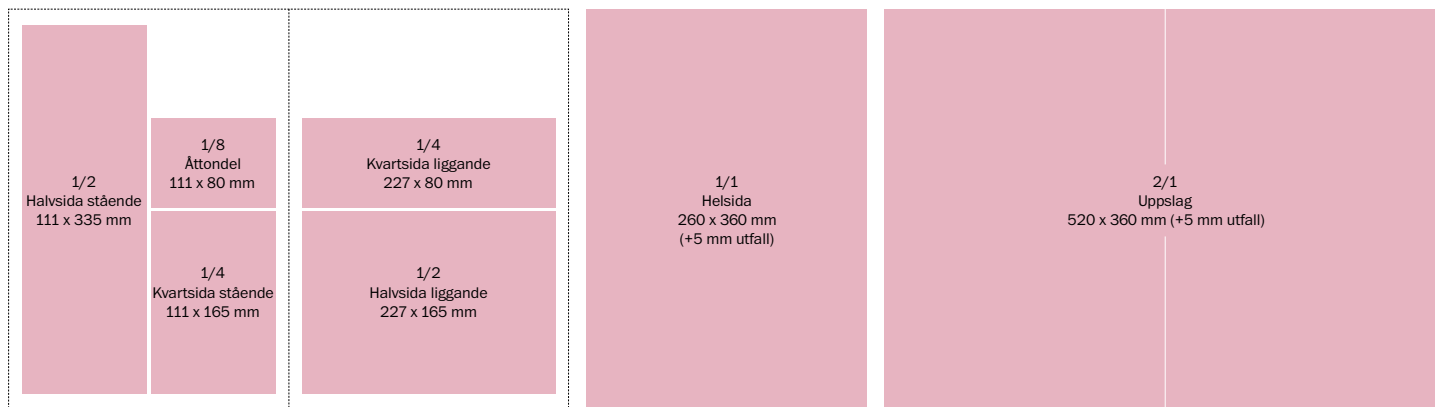 1/2
Halvsida stående
111 x 335 mm
1/8
Åttondel
111 x 80 mm
1/4
Kvartsida stående
111 x 165 mm
1/4
Kvartsida liggande
227 x 80 mm
1/2
Halvsida liggande
227 x 165 mm
1/1
Helsida
260 x 360 mm
(+5 mm utfall)
2/1
Uppslag
520 x 360 mm (+5 mm utfall)